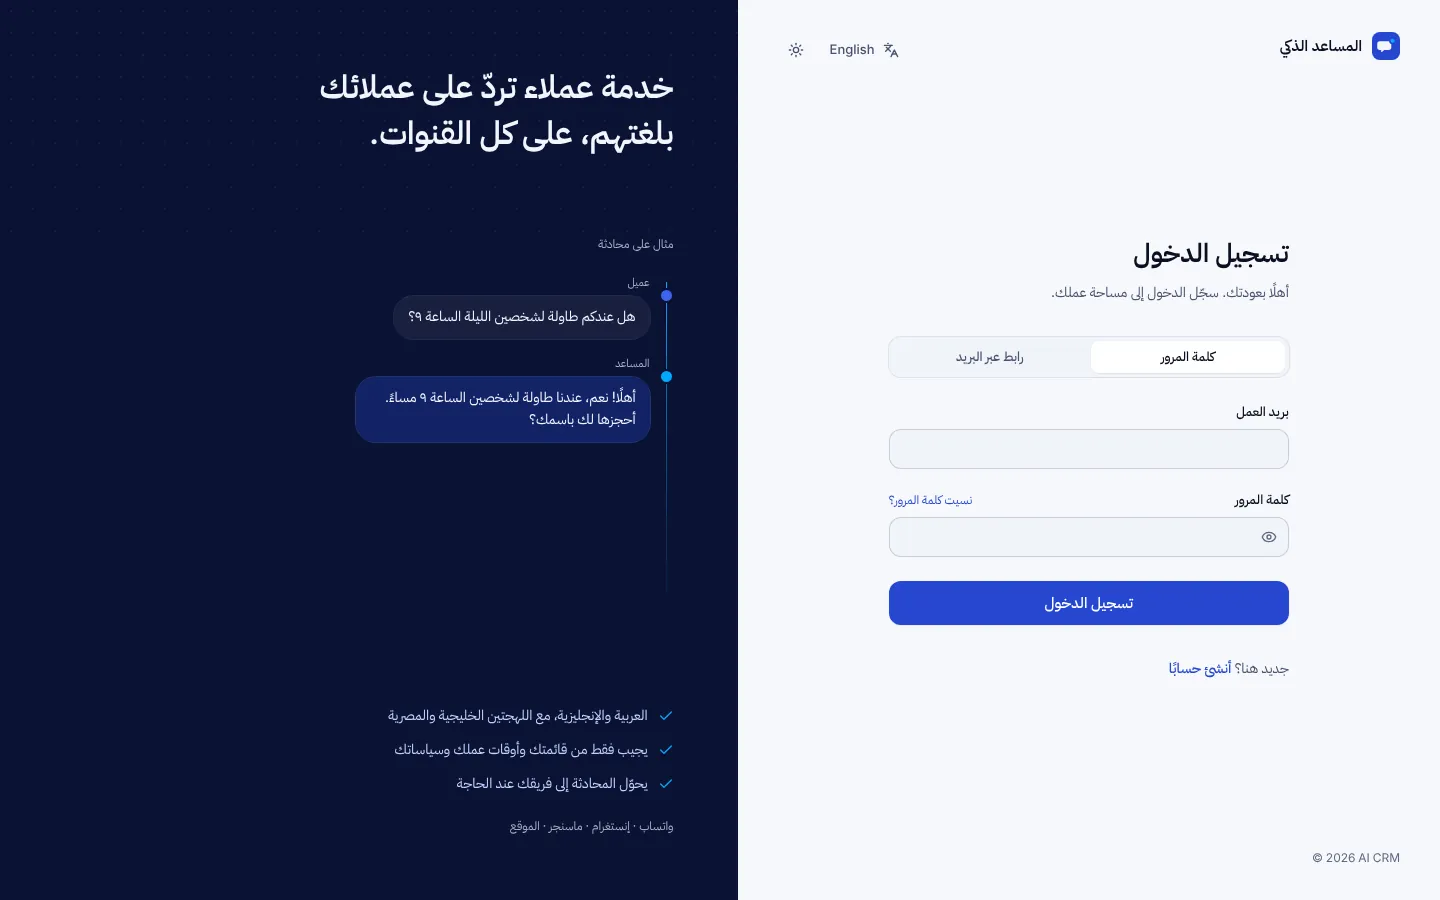 المساعد الذكي
English
تسجيل الدخول
أهلًا بعودتك. سجّل الدخول إلى مساحة عملك.
كلمة المرور
رابط عبر البريد
بريد العمل
كلمة المرور
نسيت كلمة المرور؟
تسجيل الدخول
جديد هنا؟ أنشئ حسابًا
© 2026 AI CRM
خدمة عملاء تردّ على عملائك
بلغتهم، على كل القنوات.
مثال على محادثة
عميل
هل عندكم طاولة لشخصين الليلة الساعة ٩؟
المساعد
أهلًا! نعم، عندنا طاولة لشخصين الساعة ٩ مساءً.
أحجزها لك باسمك؟
العربية والإنجليزية، مع اللهجتين الخليجية والمصرية
يجيب فقط من قائمتك وأوقات عملك وسياساتك
يحوّل المحادثة إلى فريقك عند الحاجة
واتساب · إنستغرام · ماسنجر · الموقع